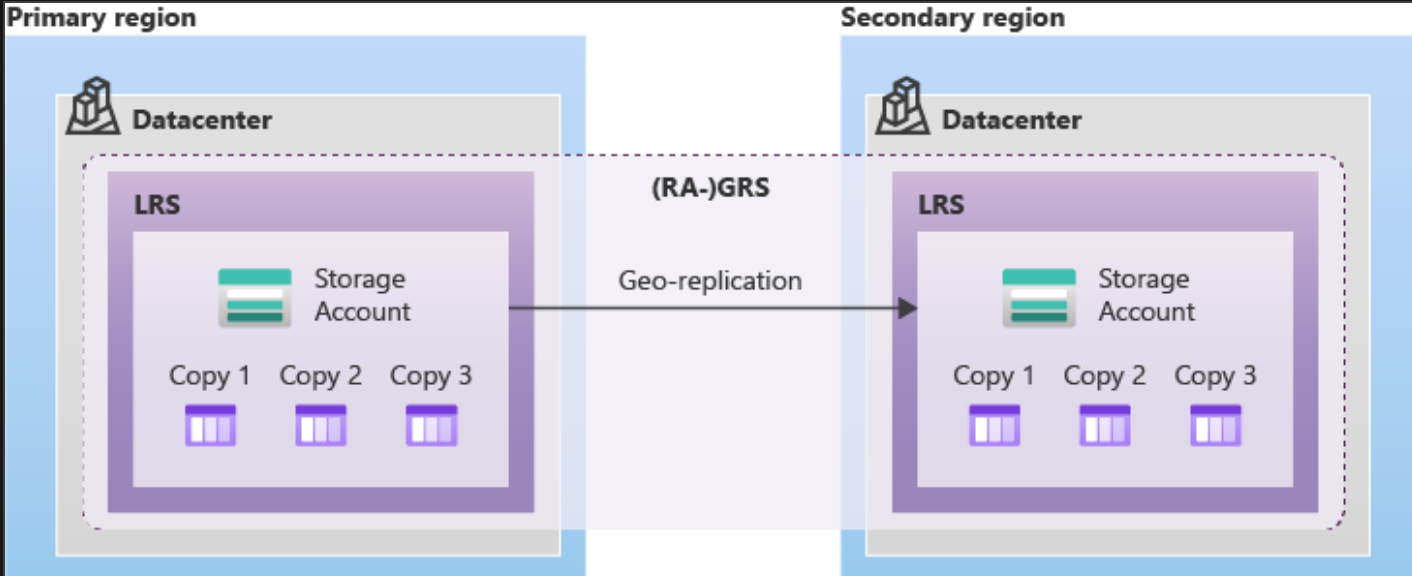 Primary region
Secondary region
Datacenter
Datacenter
(RA-)GRS
LRS
LRS
Storage
Account
Geo-replication
Storage
Account
Copy 1 Copy 2 Copy 3
Copy 1 Copy 2 Copy 3